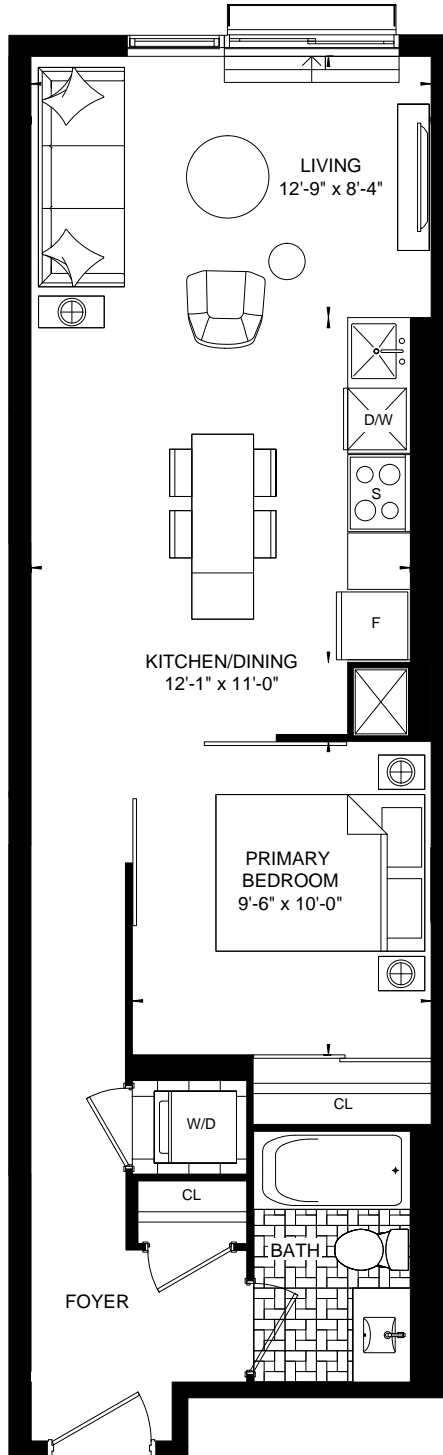 LIVING
12'-9" x 8'-4"
D/W
S
F
KITCHEN/DINING
12'-1" x 11'-0"
PRIMARY
BEDROOM
9'-6" x 10'-0"
CL
W/D
CL
BATH
FOYER